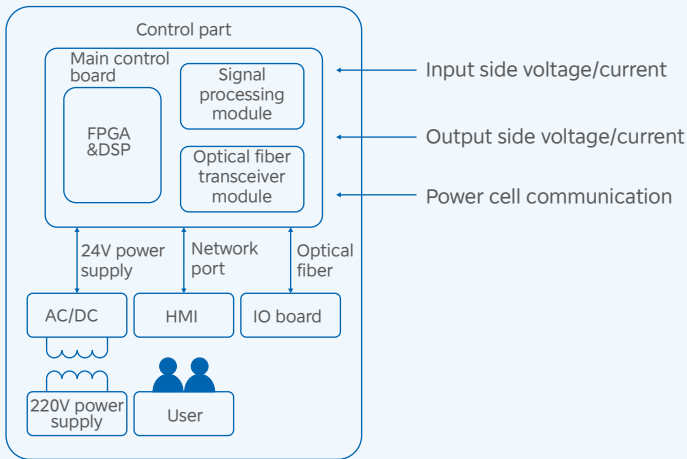 Control part
Main control
board
FPGA
&DSP
Signal
processing
module
Optical fiber
transceiver
module
Input side voltage/current
Output side voltage/current
Power cell communication
24V power
supply
Network
port
Optical
fiber
AC/DC
HMI
IO board
220V power
supply
User